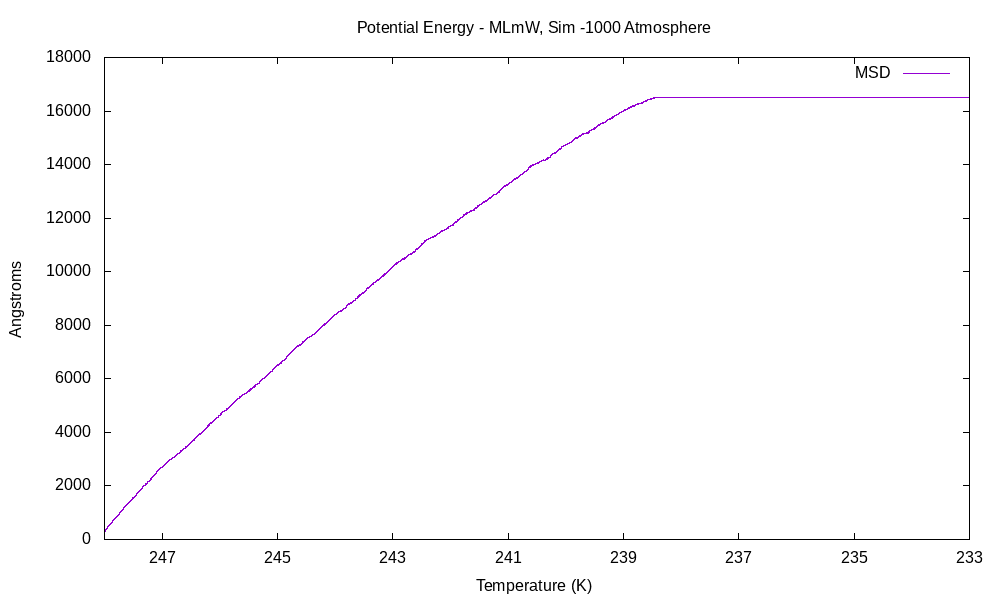 Potential Energy - MLmW, Sim -1000 Atmosphere
MSD
18000
16000
14000
12000
10000
8000
6000
4000
2000
0
Angstroms
247 245 243 241 239 237 235 233
Temperature (K)